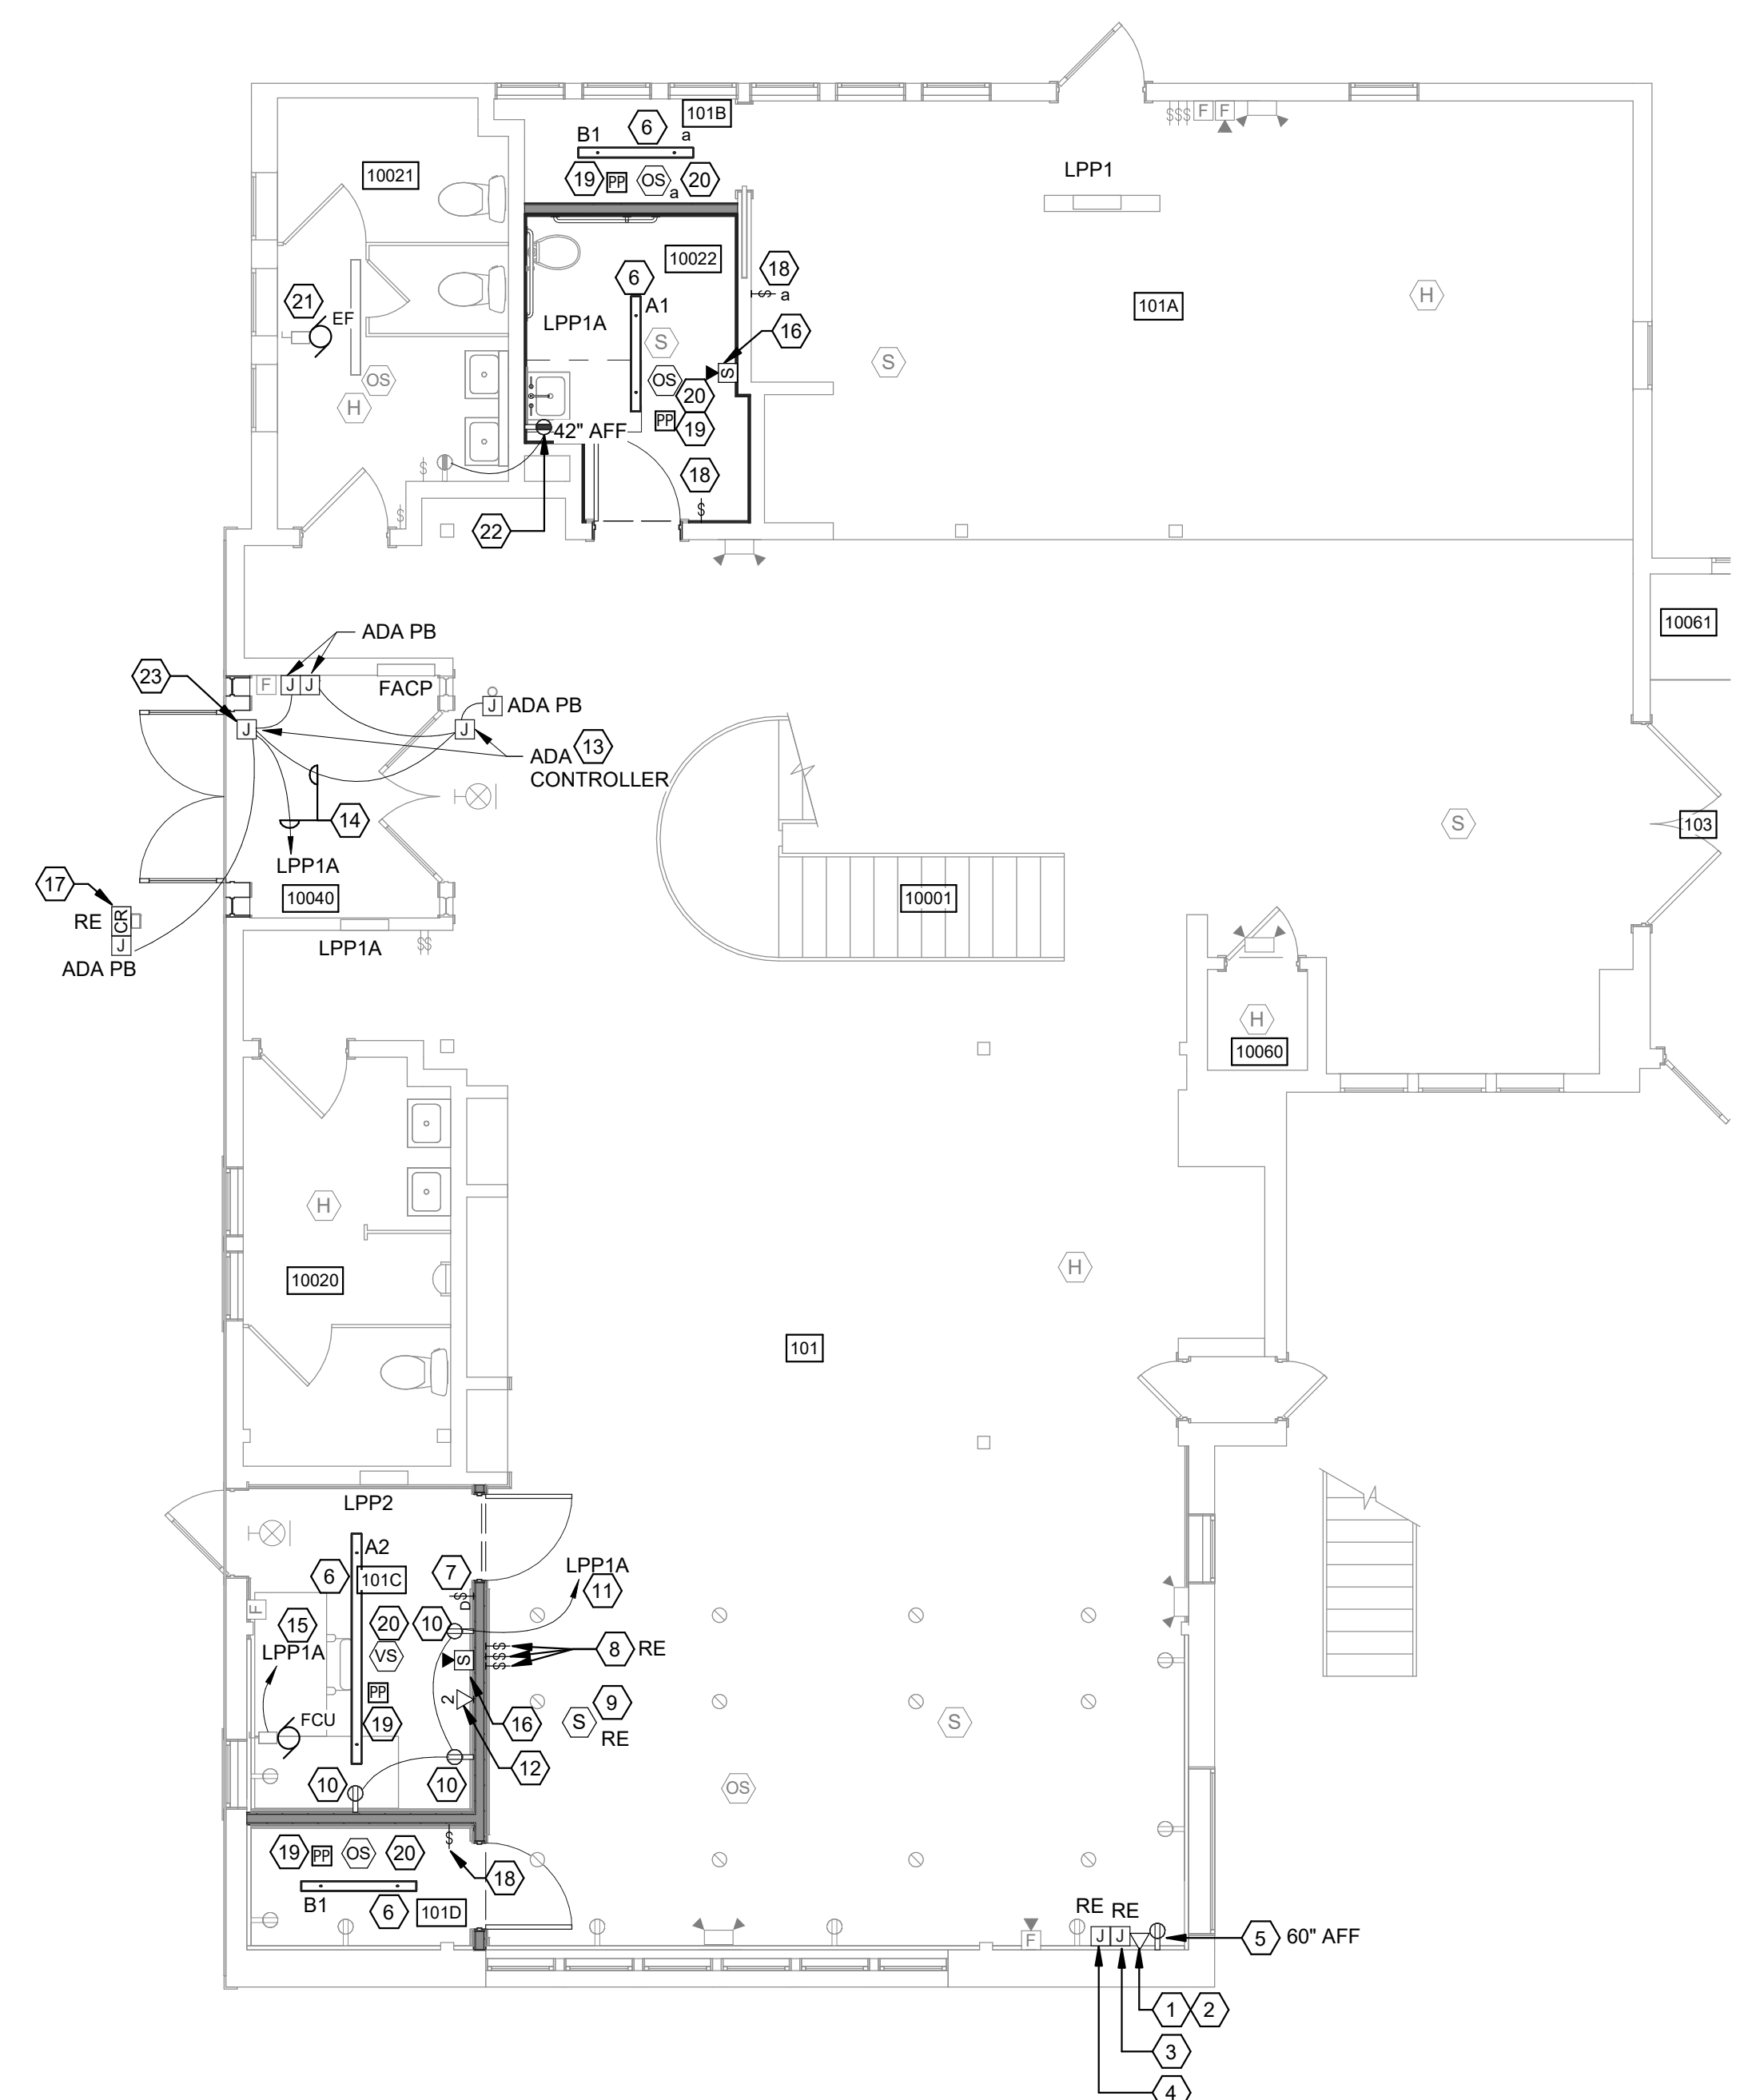 101B
6
a
B1
$$$ F F
19 PP OS a 20
LPP1
10021
10022
18
6
$ a
101A
H
21
EF
A1
LPP1A
16
S
S
S
OS
OS
20
H
PP
19
42" AFF
18
$
$
$
$
22
10061
ADA PB
23
F J J
FACP
J ADA PB
J
J
ADA 13
CONTROLLER
14
S
103
LPP1A
17
10040
10001
CR
RE
J
LPP1A
$$
ADA PB
H
10060
H
10020
H
101
LPP2
A2
6
101C
7
LPP1A
11
D$
F
15
20
10
LPP1A
VS
S
$$$
8 RE
PP
2
9
S
RE
S
FCU
19
16
12
10
10
OS
19 PP OS 20
$
18
B1
6
101D
RE
RE
F
J J
5 60" AFF
1 2
3
4